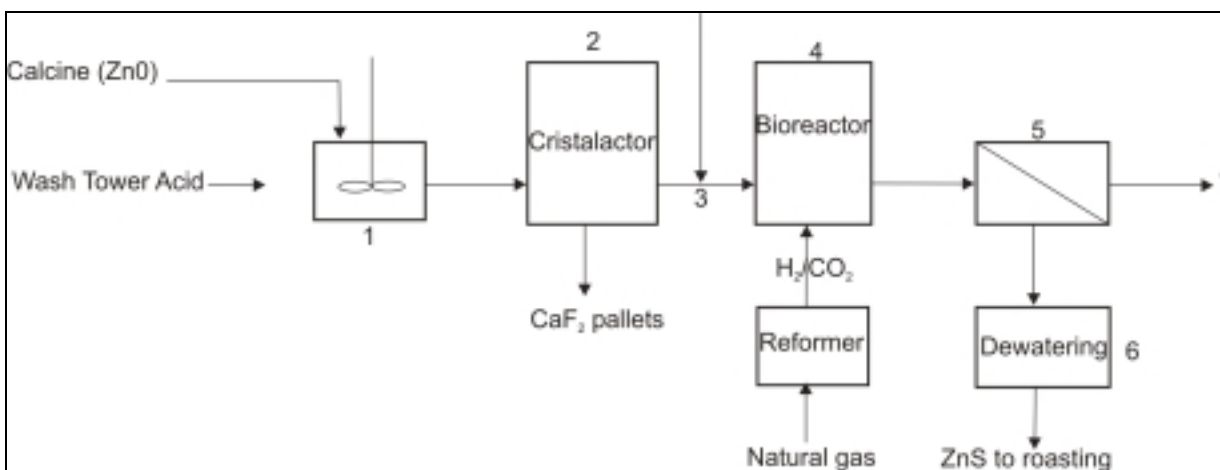 2
4
Calcine (Zn0)
Cristalactor
Bioreactor
5
Wash Tower Acid
3
1
H₂/CO₂
CaF₂ pallets
Reformer
Dewatering
6
Natural gas
ZnS to roasting